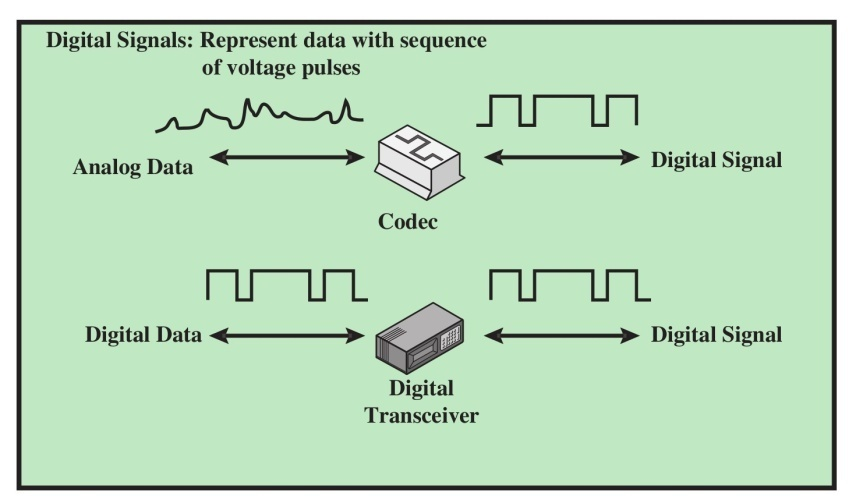 Digital Signals: Represent data with sequence
of voltage pulses
Analog Data
Digital Signal
Codec
Digital Data
Digital Signal
Digital
Transceiver